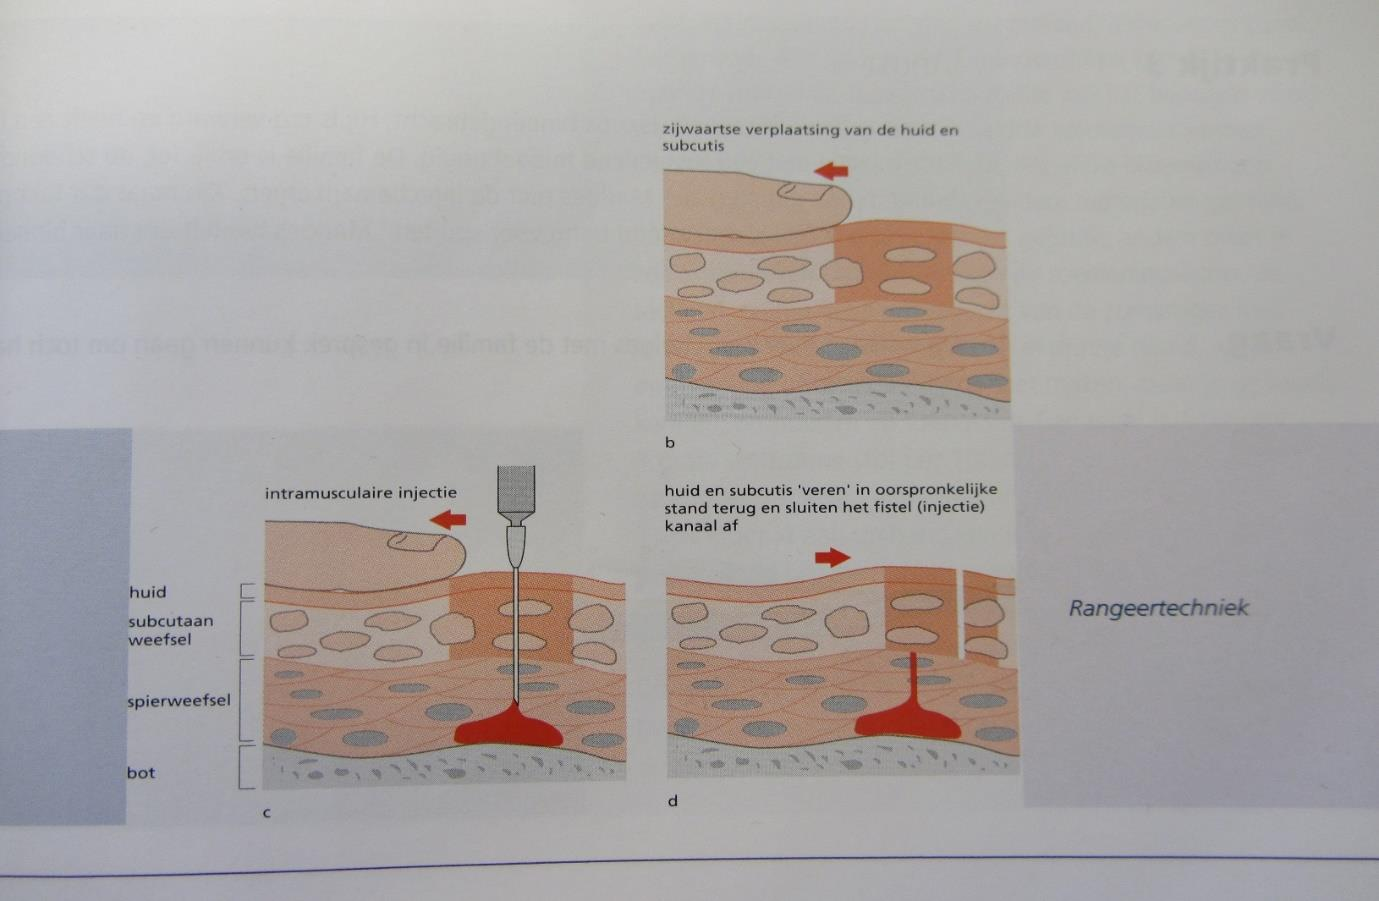 zijwaartse verplaatsing van de huid en
subcutis
b
intramusculaire injectie
huid
subcutaan
weefsel
spierweefsel
bot
c
huid en subcutis 'veren' in oorspronkelijke
stand terug en sluiten het fistel (injectie)
kanaal af
d
Rangeertechniek